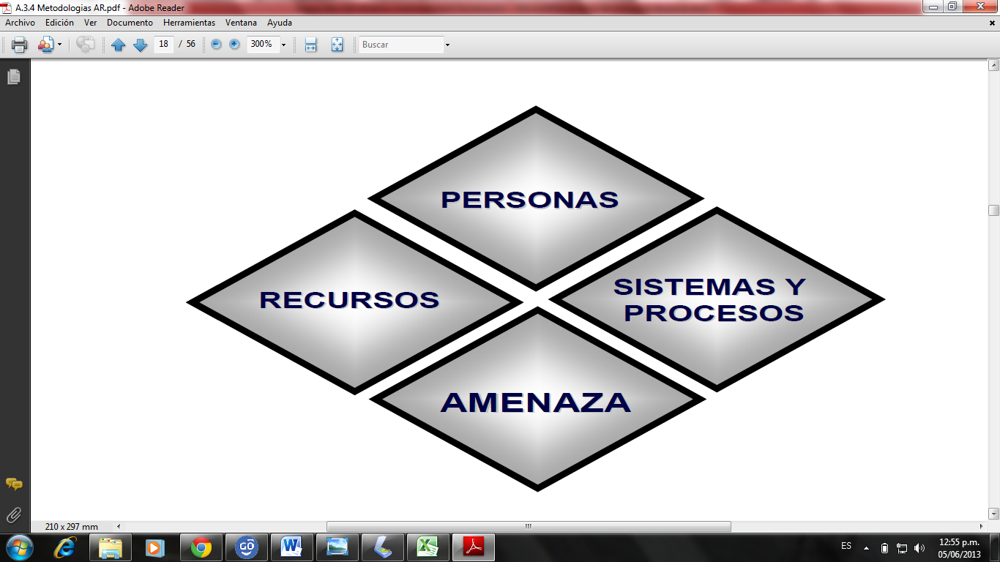 A.3.4 Metodologias AR.pdf - Adobe Reader
Archivo Edición Ver Documento Herramientas Ventana Ayuda
18 / 56 300% Buscar
PERSONAS
RECURSOS
SISTEMAS Y
PROCESOS
AMENAZA
210 x 297 mm
GO W X
ES
12:55 p.m.
05/06/2013